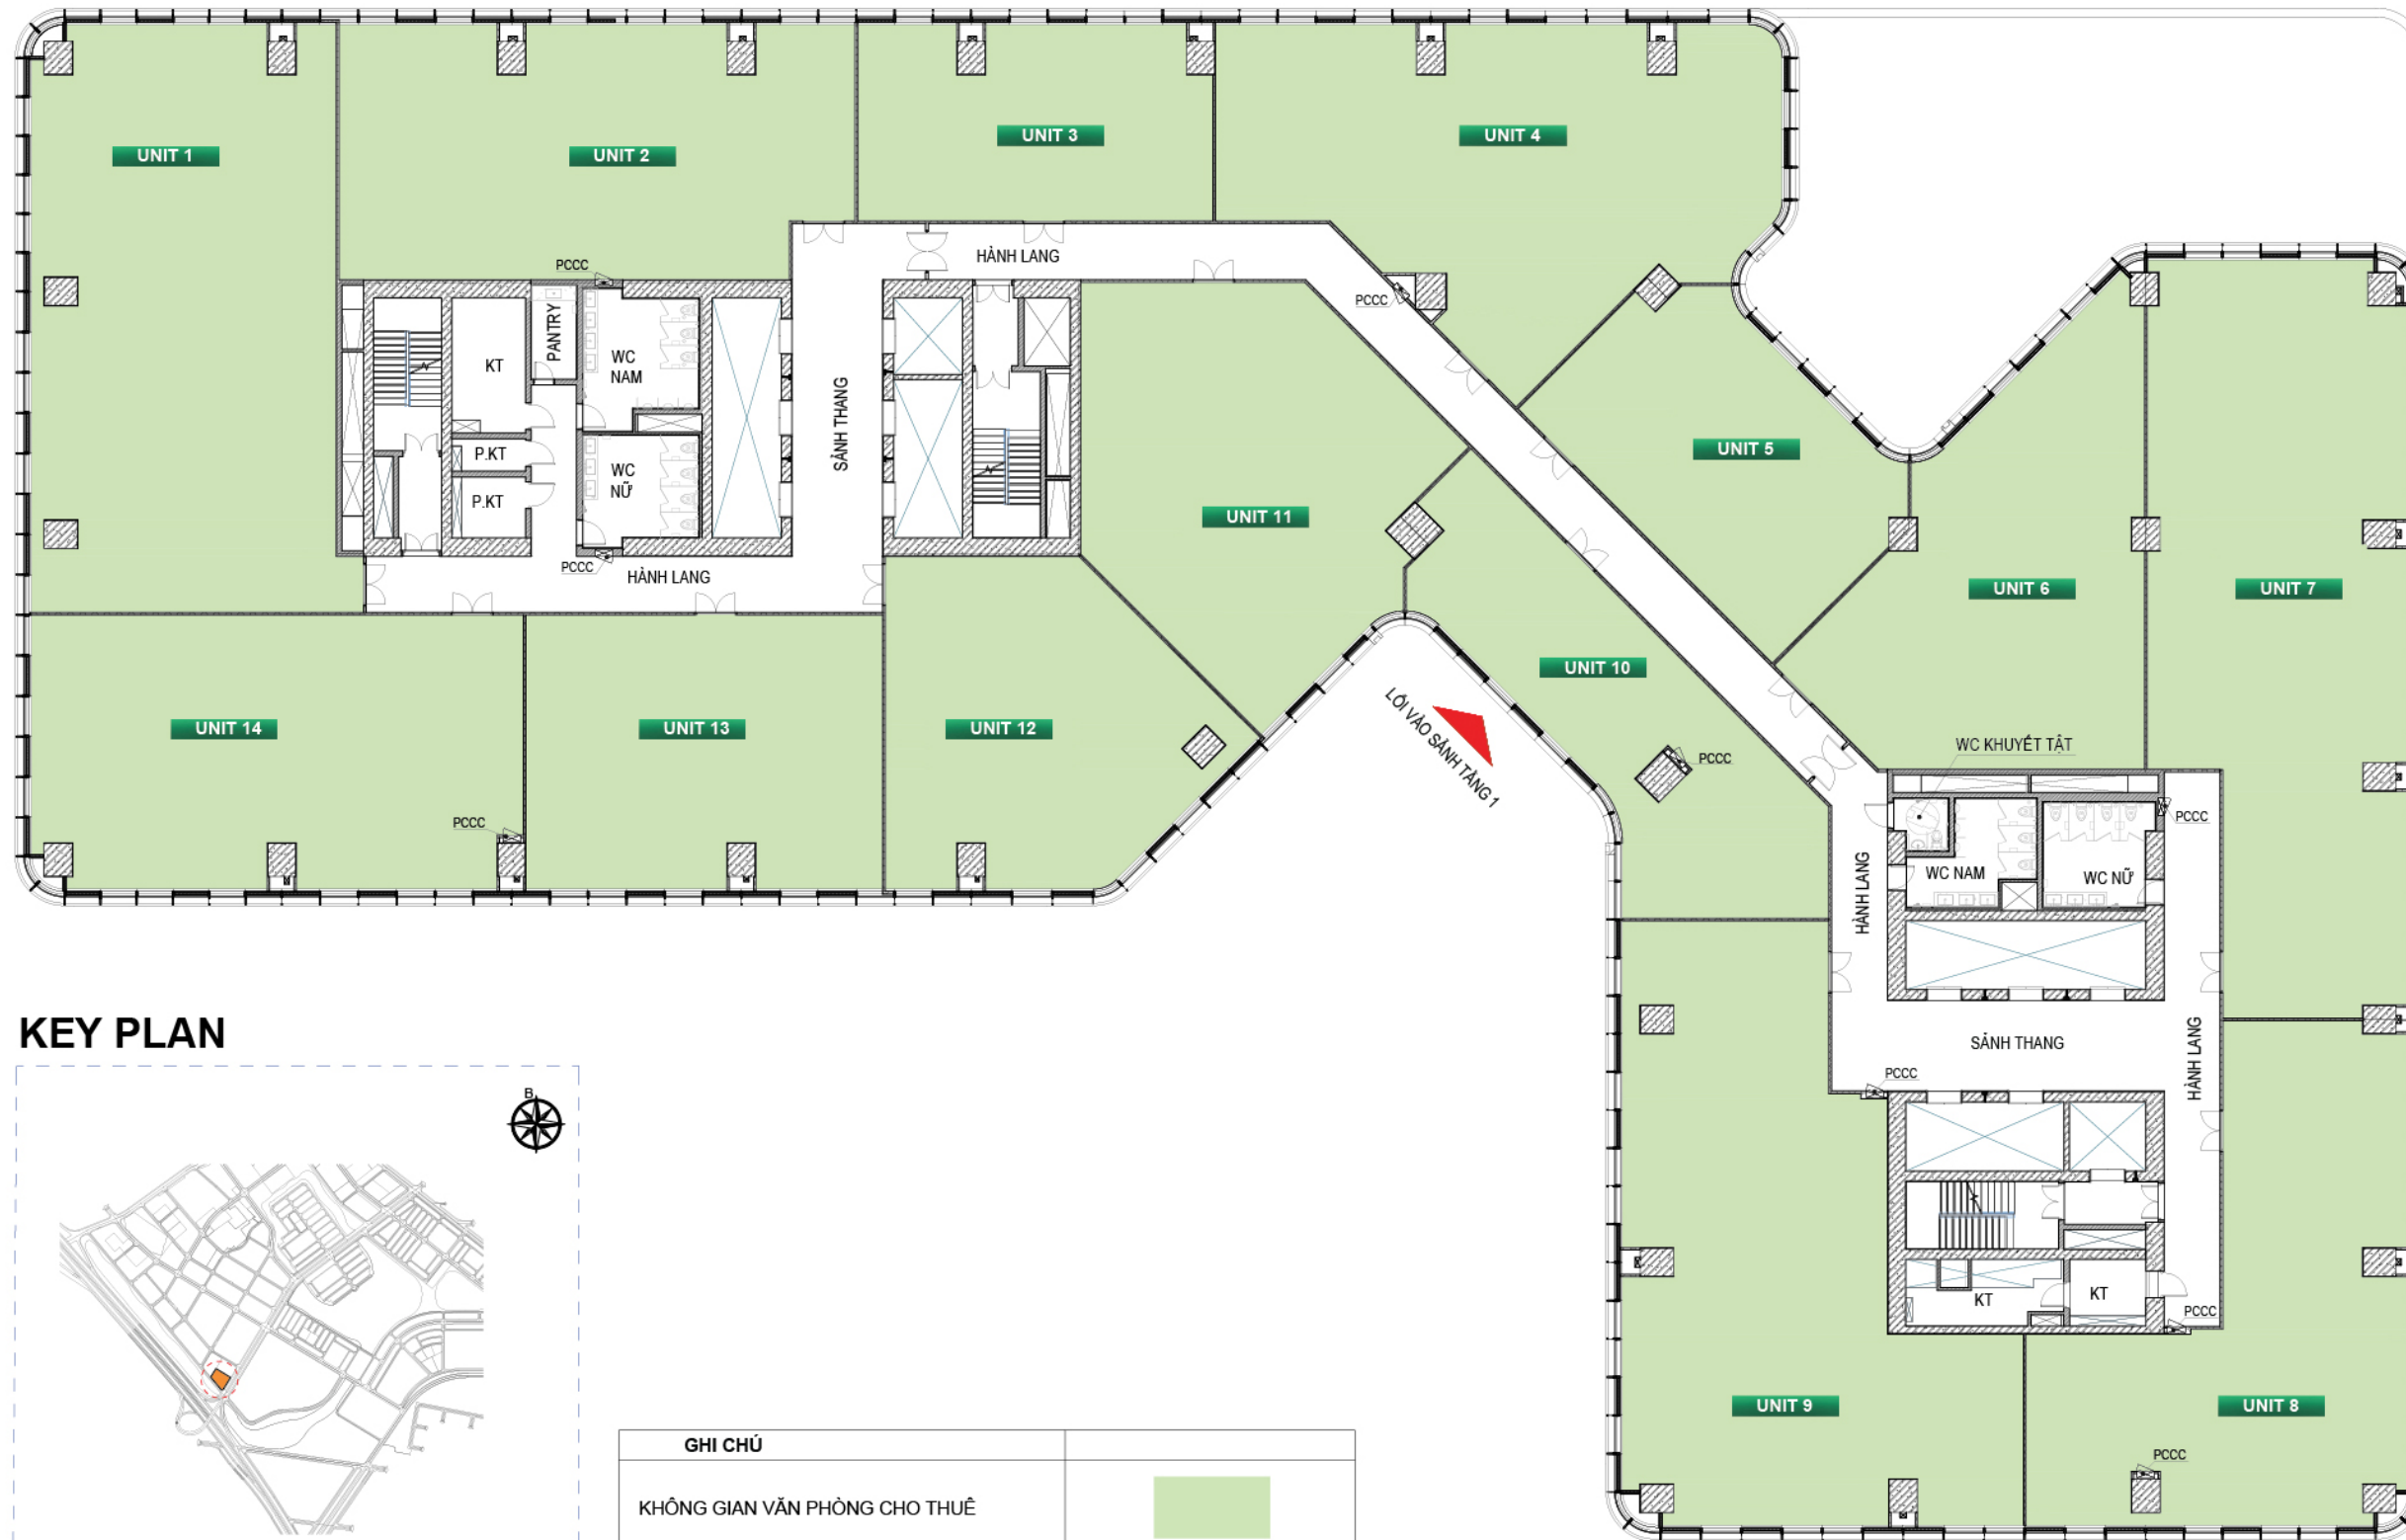 UNIT 1
UNIT 2
UNIT 3
UNIT 4
PCCC
HÀNH LANG
PCCC
PANTRY
KT
WC
NAM
SẢNH THANG
P.KT
WC
NỮ
P.KT
PCCC
HÀNH LANG
UNIT 5
UNIT 11
UNIT 6
UNIT 7
UNIT 10
LỐI VÀO SẢNH TẦNG 1
PCCC
UNIT 14
UNIT 13
UNIT 12
PCCC
WC KHUYẾT TẬT
PCCC
HÀNH LANG
WC NAM
WC NỮ
SẢNH THANG
HÀNH LANG
PCCC
KT
KT
PCCC
UNIT 9
UNIT 8
PCCC
KEY PLAN
B
GHI CHÚ
KHÔNG GIAN VĂN PHÒNG CHO THUÊ